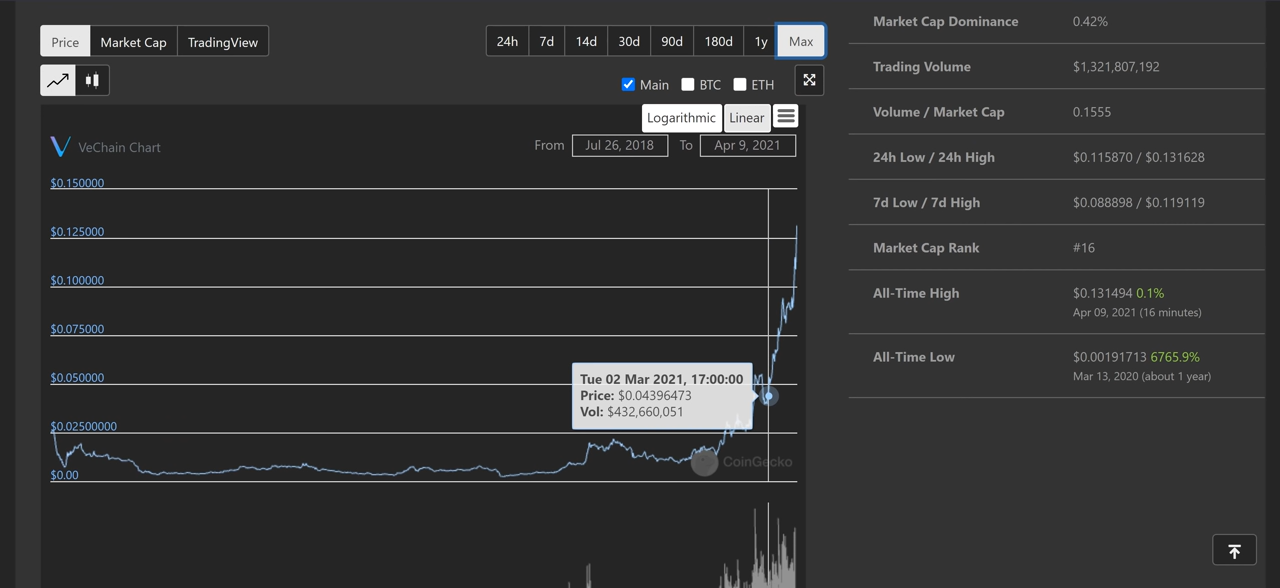 Price Market Cap TradingView
24h 7d 14d 30d 90d 180d 1y Max
Main BTC ETH
Logarithmic Linear
VeChain Chart
From Jul 26, 2018 To Apr 9, 2021
$0.150000
$0.125000
$0.100000
$0.075000
$0.050000
$0.02500000
$0.00
Tue 02 Mar 2021, 17:00:00
Price: $0.04396473
Vol: $432,660,051
CoinGecko
Market Cap Dominance 0.42%
Trading Volume $1,321,807,192
Volume / Market Cap 0.1555
24h Low / 24h High $0.115870 / $0.131628
7d Low / 7d High $0.088898 / $0.119119
Market Cap Rank #16
All-Time High $0.131494 0.1%
Apr 09, 2021 (16 minutes)
All-Time Low $0.00191713 6765.9%
Mar 13, 2020 (about 1 year)